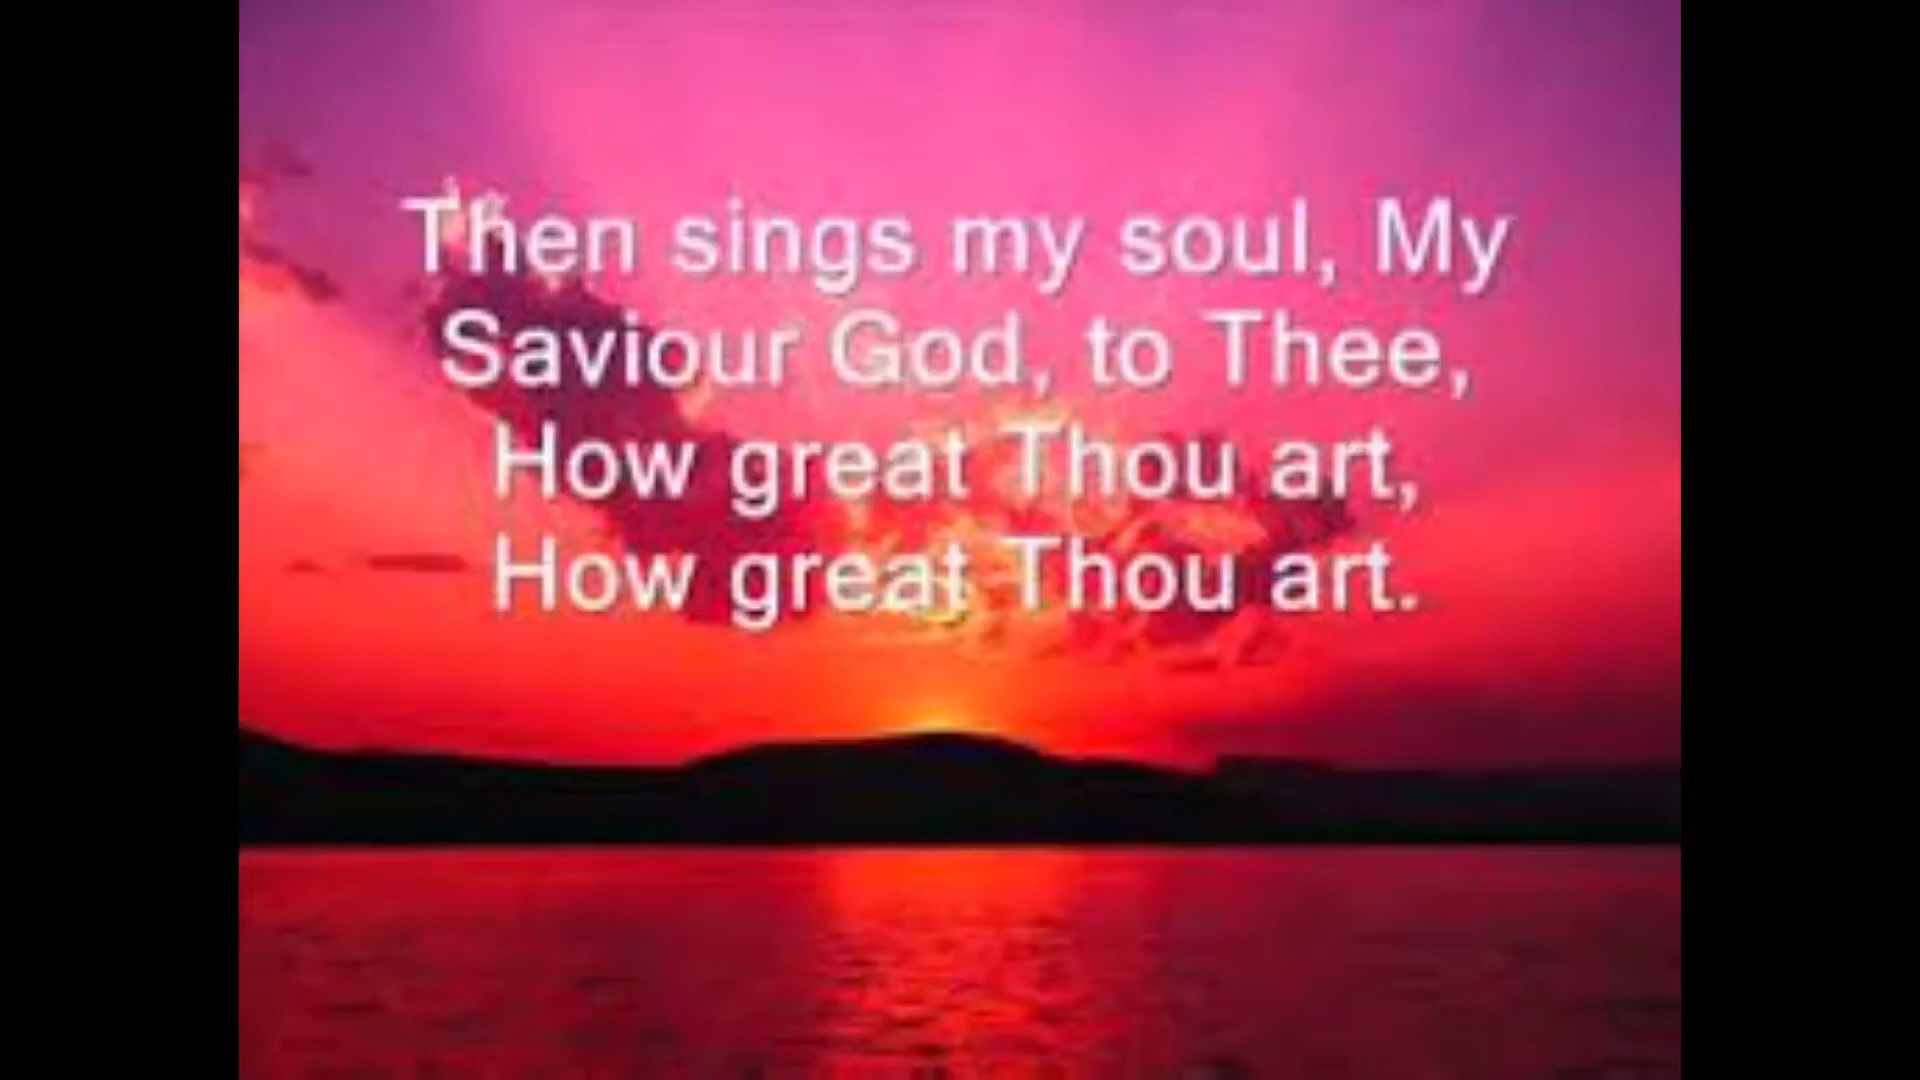 Then sings my soul, My
Saviour God, to Thee,
How great Thou art,
How great Thou art.